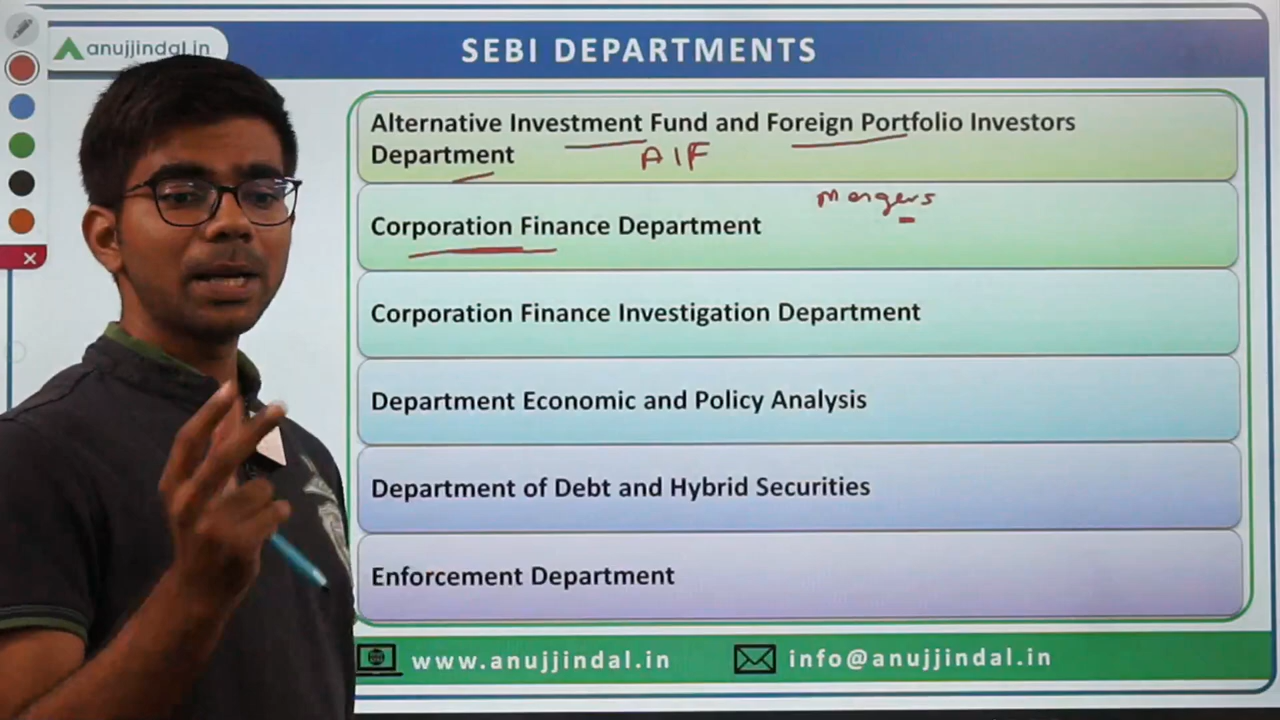 anujjindal.in
SEBI DEPARTMENTS
Alternative Investment Fund and Foreign Portfolio Investors
Department
AIF
Mergers
Corporation Finance Department
Corporation Finance Investigation Department
Department Economic and Policy Analysis
Department of Debt and Hybrid Securities
Enforcement Department
www.anujjindal.in
info@anujjindal.in